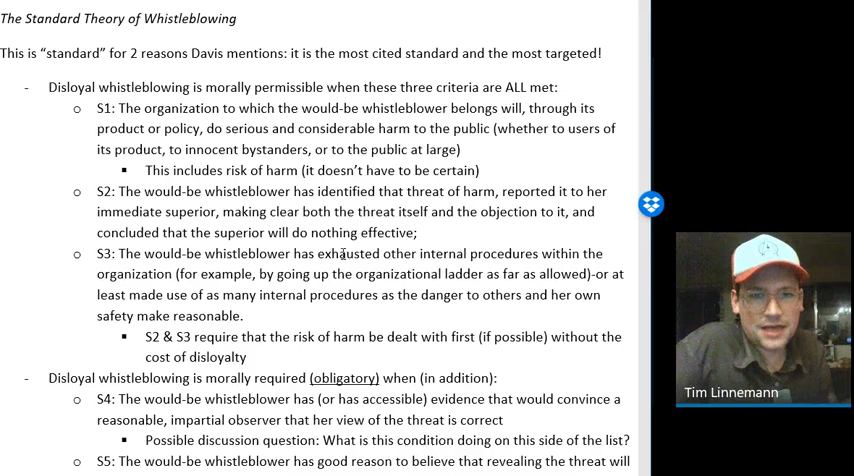 The Standard Theory of Whistleblowing
This is “standard” for 2 reasons Davis mentions: it is the most cited standard and the most targeted!
- Disloyal whistleblowing is morally permissible when these three criteria are ALL met:
o S1: The organization to which the would-be whistleblower belongs will, through its
product or policy, do serious and considerable harm to the public (whether to users of
its product, to innocent bystanders, or to the public at large)
▪ This includes risk of harm (it doesn’t have to be certain)
o S2: The would-be whistleblower has identified that threat of harm, reported it to her
immediate superior, making clear both the threat itself and the objection to it, and
concluded that the superior will do nothing effective;
o S3: The would-be whistleblower has exhausted other internal procedures within the
organization (for example, by going up the organizational ladder as far as allowed)-or at
least made use of as many internal procedures as the danger to others and her own
safety make reasonable.
▪ S2 & S3 require that the risk of harm be dealt with first (if possible) without the
cost of disloyalty
- Disloyal whistleblowing is morally required (obligatory) when (in addition):
o S4: The would-be whistleblower has (or has accessible) evidence that would convince a
reasonable, impartial observer that her view of the threat is correct
▪ Possible discussion question: What is this condition doing on this side of the list?
o S5: The would-be whistleblower has good reason to believe that revealing the threat will
Tim Linnemann